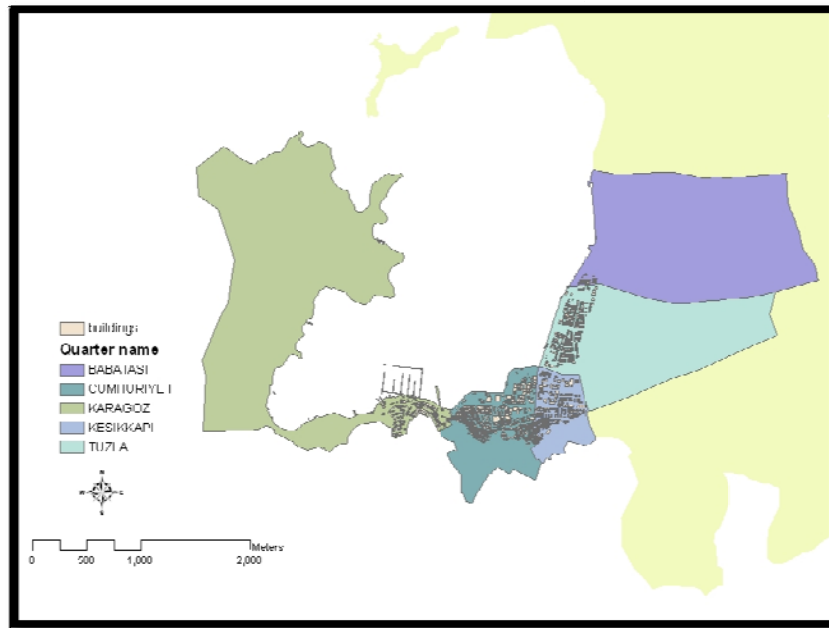 buildings
Quarter name
BABATASI
CUMHURIYET
KARAGOZ
KESIKKAPI
TUZLA
N
W E
S
Meters
0 500 1,000 2,000